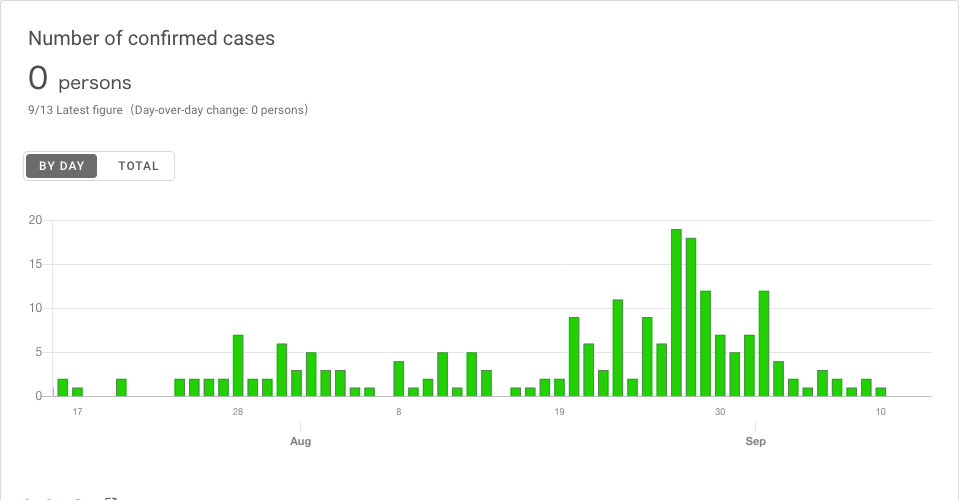 Number of confirmed cases
0 persons
9/13 Latest figure（Day-over-day change: 0 persons）
BY DAY TOTAL
20
15
10
5
0
17 28 8 19 30 10
Aug Sep